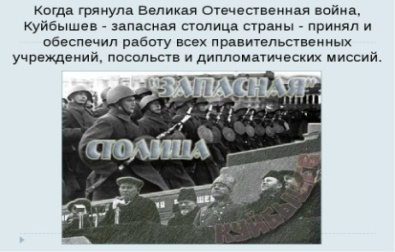 Когда грянула Великая Отечественная война,
Куйбышев - запасная столица страны - принял и
обеспечил работу всех правительственных
учреждений, посольств и дипломатических миссий.
"ЗАПАСНАЯ"
СТОЛИЦА
КУЙБЫШЕВ